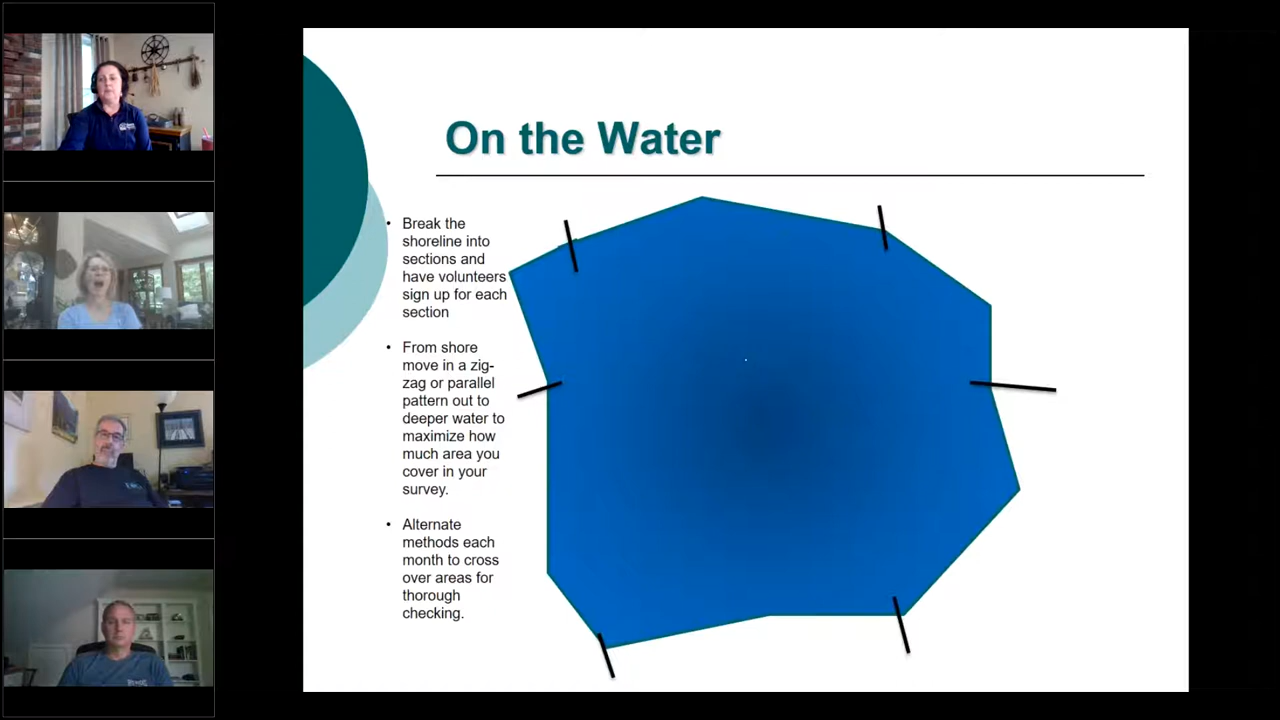 On the Water
• Break the
shoreline into
sections and
have volunteers
sign up for each
section
• From shore
move in a zig-
zag or parallel
pattern out to
deeper water to
maximize how
much area you
cover in your
survey.
• Alternate
methods each
month to cross
over areas for
thorough
checking.